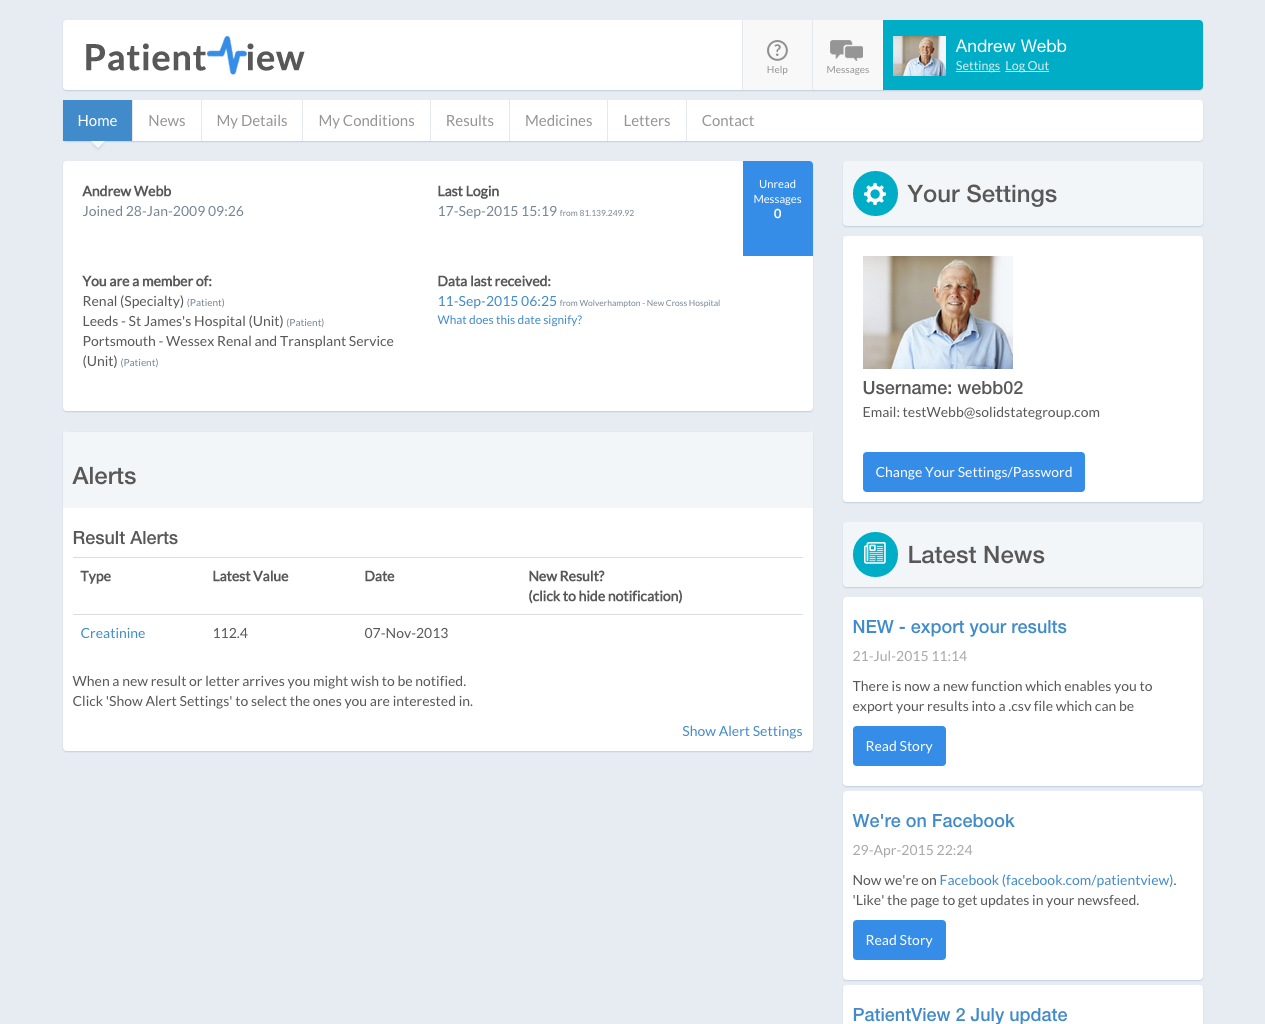 Patient View
Help
Messages
Andrew Webb
Settings Log Out
Home News My Details My Conditions Results Medicines Letters Contact
Andrew Webb
Joined 28-Jan-2009 09:26
Last Login
17-Sep-2015 15:19 from 81.139.249.92
Unread
Messages
0
You are a member of:
Renal (Specialty) (Patient)
Leeds - St James's Hospital (Unit) (Patient)
Portsmouth - Wessex Renal and Transplant Service
(Unit) (Patient)
Data last received:
11-Sep-2015 06:25 from Wolverhampton - New Cross Hospital
What does this date signify?
Alerts
Result Alerts
Type Latest Value Date New Result?
(click to hide notification)
Creatinine 112.4 07-Nov-2013
When a new result or letter arrives you might wish to be notified.
Click 'Show Alert Settings' to select the ones you are interested in.
Show Alert Settings
Your Settings
Username: webb02
Email: testWebb@solidstategroup.com
Change Your Settings/Password
Latest News
NEW - export your results
21-Jul-2015 11:14
There is now a new function which enables you to
export your results into a .csv file which can be
Read Story
We're on Facebook
29-Apr-2015 22:24
Now we're on Facebook (facebook.com/patientview).
'Like' the page to get updates in your newsfeed.
Read Story
PatientView 2 July update